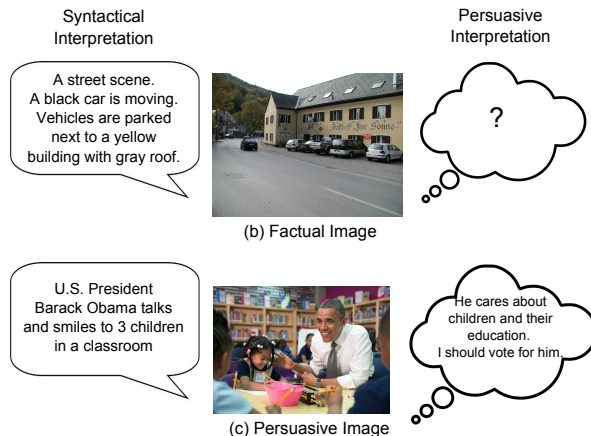 Syntactical
Interpretation
Persuasive
Interpretation
A street scene.
A black car is moving.
Vehicles are parked
next to a yellow
building with gray roof.
?
(b) Factual Image
U.S. President
Barack Obama talks
and smiles to 3 children
in a classroom
He cares about
children and their
education.
I should vote for him.
(c) Persuasive Image